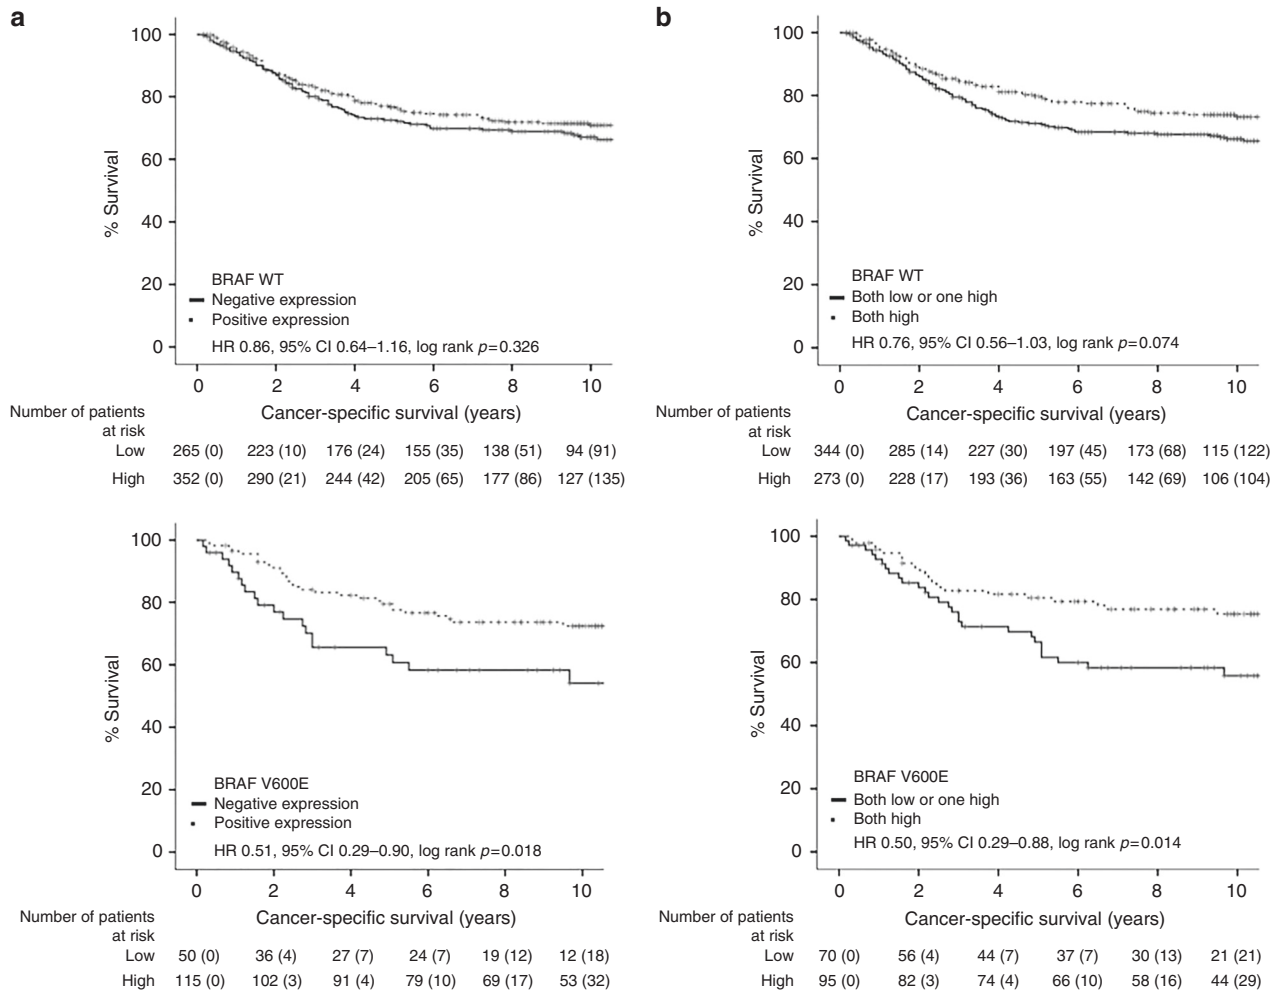 a
100
80
60
40
20
0
% Survival
BRAF WT
Negative expression
Positive expression
HR 0.86, 95% CI 0.64–1.16, log rank p=0.326
0 2 4 6 8 10
Cancer-specific survival (years)
Number of patients
at risk
Low 265 (0) 223 (10) 176 (24) 155 (35) 138 (51) 94 (91)
High 352 (0) 290 (21) 244 (42) 205 (65) 177 (86) 127 (135)
100
80
60
40
20
0
% Survival
BRAF V600E
Negative expression
Positive expression
HR 0.51, 95% CI 0.29–0.90, log rank p=0.018
0 2 4 6 8 10
Cancer-specific survival (years)
Number of patients
at risk
Low 50 (0) 36 (4) 27 (7) 24 (7) 19 (12) 12 (18)
High 115 (0) 102 (3) 91 (4) 79 (10) 69 (17) 53 (32)
b
100
80
60
40
20
0
% Survival
BRAF WT
Both low or one high
Both high
HR 0.76, 95% CI 0.56–1.03, log rank p=0.074
0 2 4 6 8 10
Cancer-specific survival (years)
Number of patients
at risk
Low 344 (0) 285 (14) 227 (30) 197 (45) 173 (68) 115 (122)
High 273 (0) 228 (17) 193 (36) 163 (55) 142 (69) 106 (104)
100
80
60
40
20
0
% Survival
BRAF V600E
Both low or one high
Both high
HR 0.50, 95% CI 0.29–0.88, log rank p=0.014
0 2 4 6 8 10
Cancer-specific survival (years)
Number of patients
at risk
Low 70 (0) 56 (4) 44 (7) 37 (7) 30 (13) 21 (21)
High 95 (0) 82 (3) 74 (4) 66 (10) 58 (16) 44 (29)